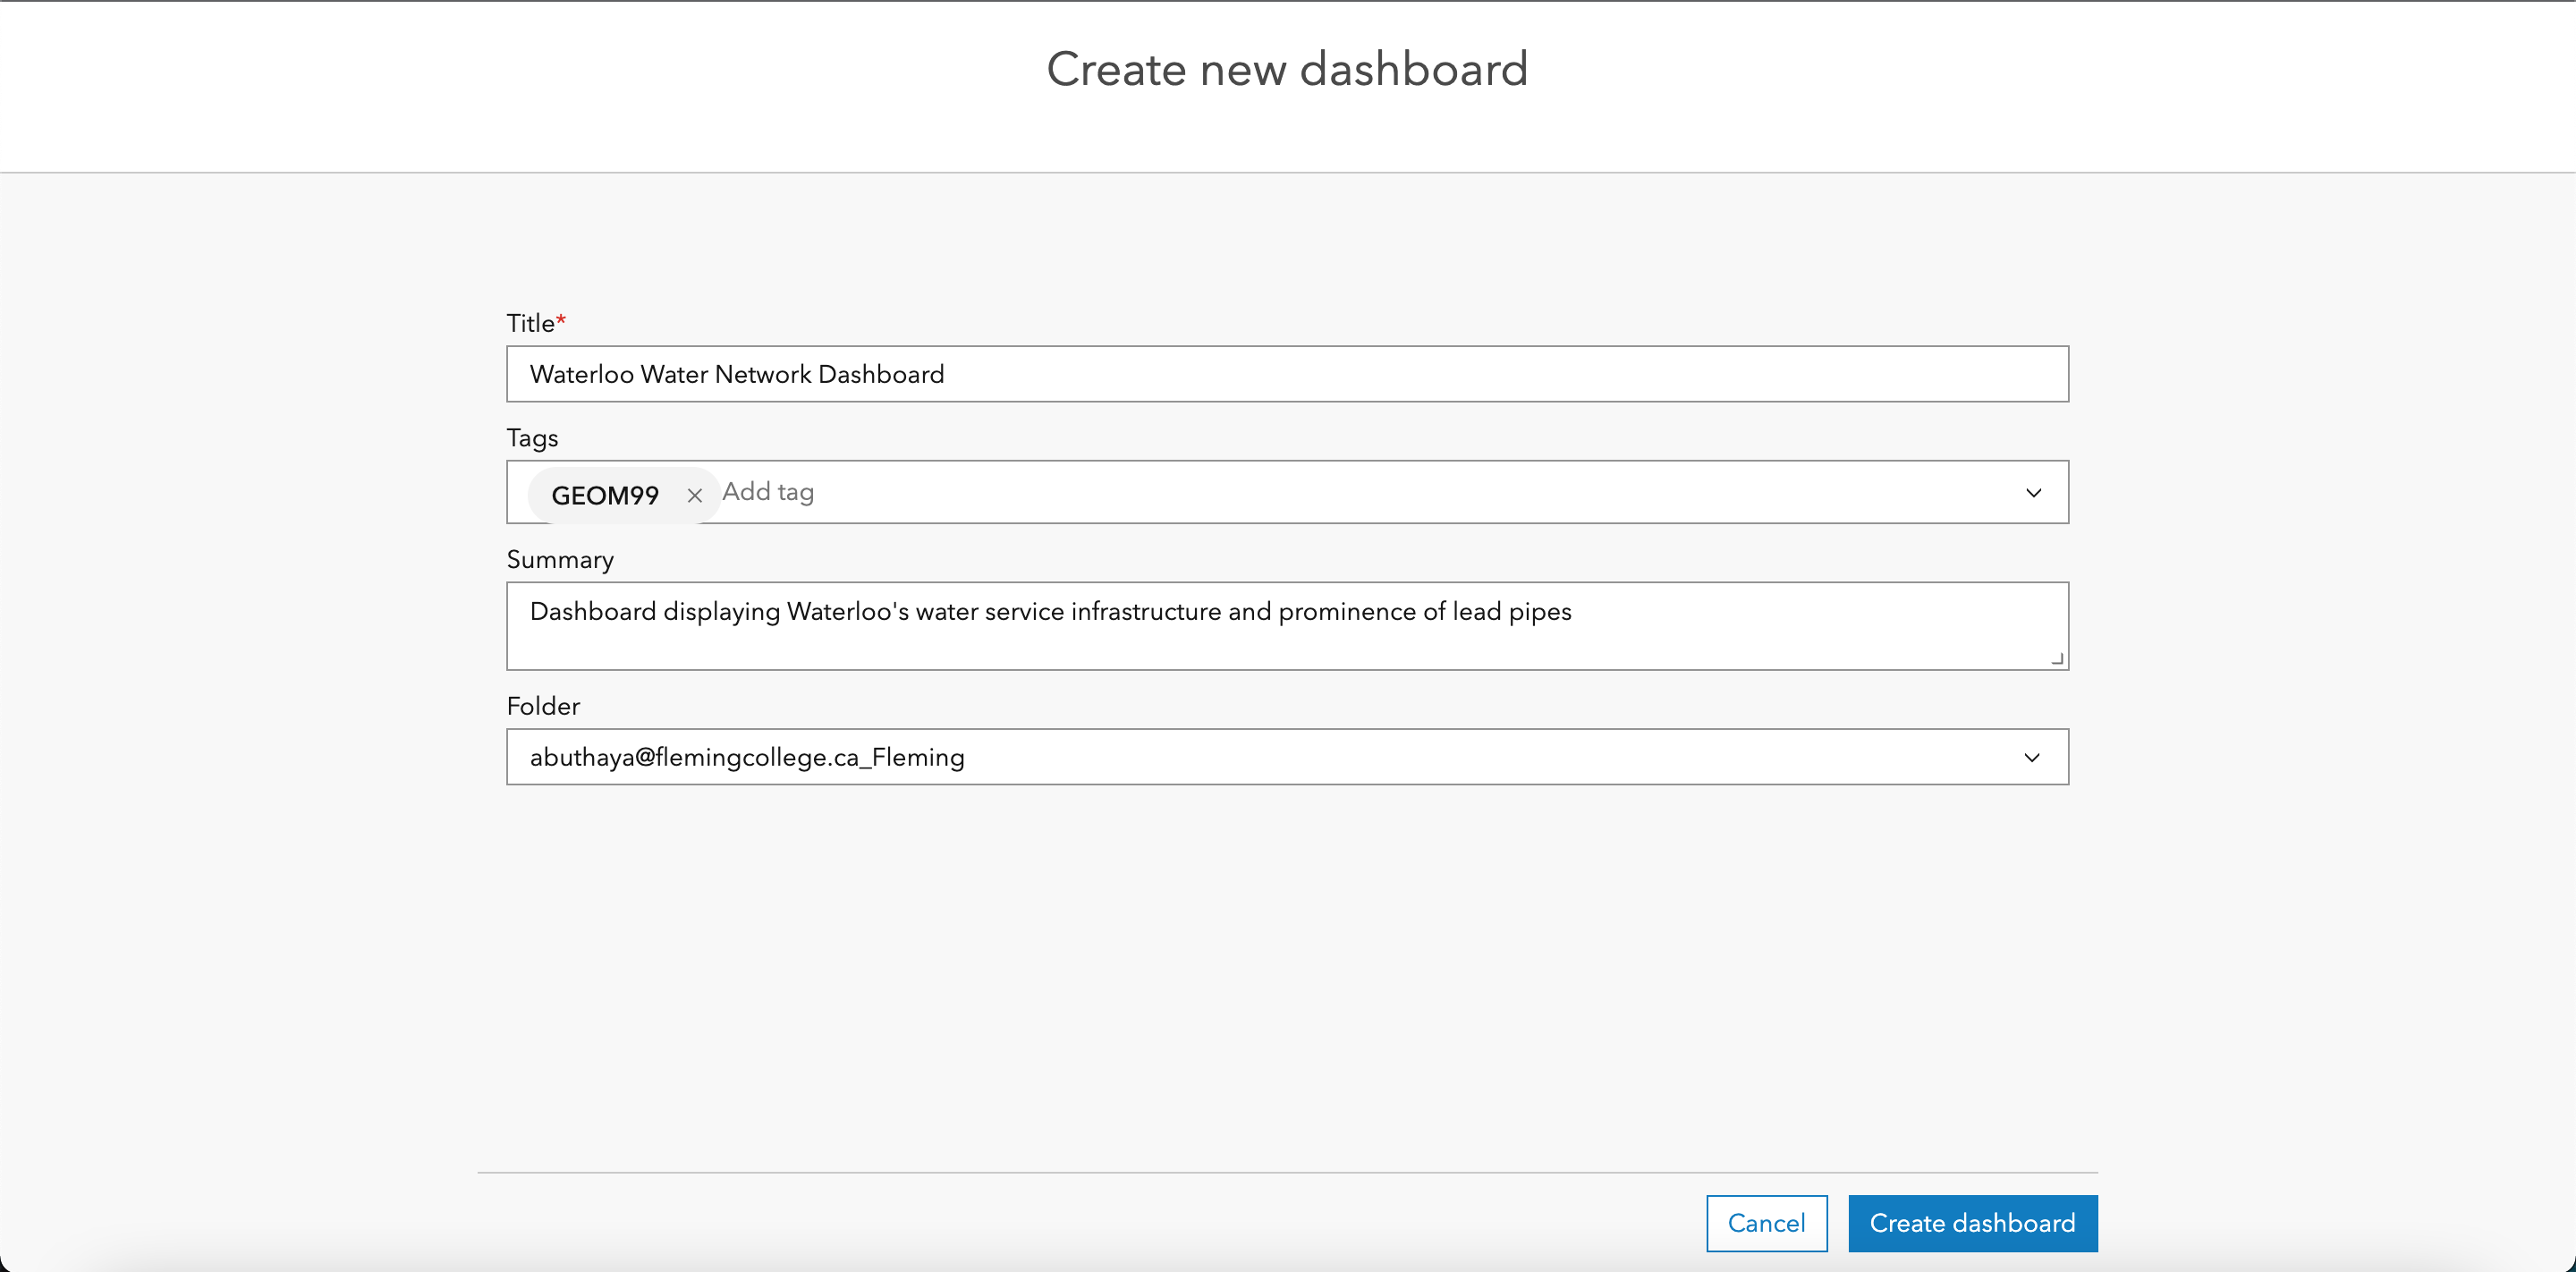 Create new dashboard
Title*
Waterloo Water Network Dashboard
Tags
GEOM99 × Add tag
Summary
Dashboard displaying Waterloo's water service infrastructure and prominence of lead pipes
Folder
abuthaya@flemingcollege.ca_Fleming
Cancel Create dashboard